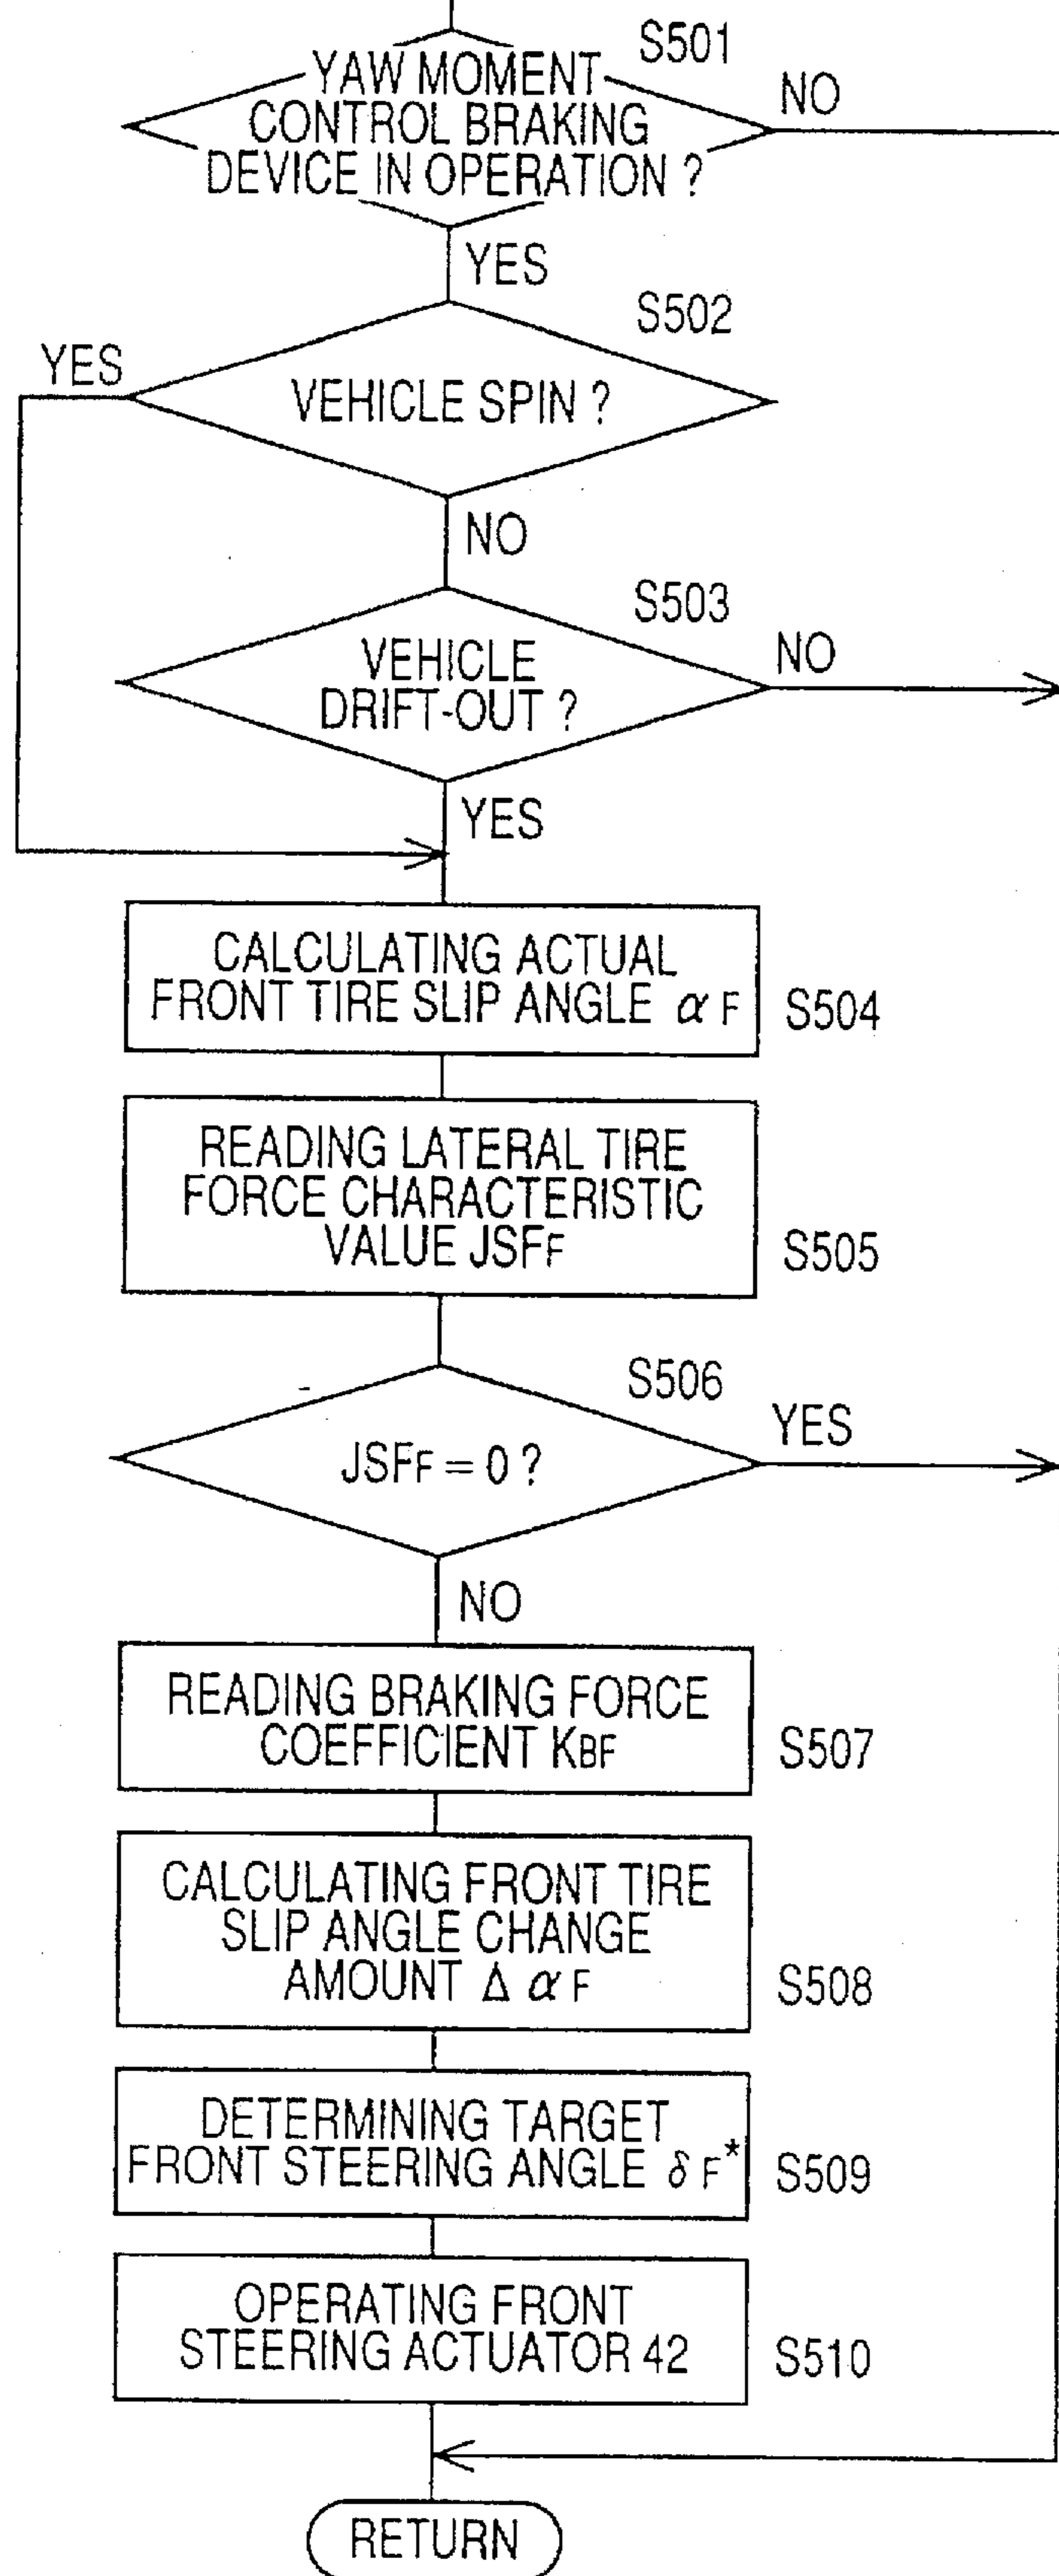 S501
YAW MOMENT
CONTROL BRAKING
DEVICE IN OPERATION ?
NO
YES
S502
YES
VEHICLE SPIN ?
NO
S503
VEHICLE
DRIFT-OUT ?
NO
YES
CALCULATING ACTUAL
FRONT TIRE SLIP ANGLE α F
S504
READING LATERAL TIRE
FORCE CHARACTERISTIC
VALUE JSFF
S505
S506
JSFF = 0 ?
YES
NO
READING BRAKING FORCE
COEFFICIENT KBF
S507
CALCULATING FRONT TIRE
SLIP ANGLE CHANGE
AMOUNT Δ α F
S508
DETERMINING TARGET
FRONT STEERING ANGLE δ F*
S509
OPERATING FRONT
STEERING ACTUATOR 42
S510
RETURN